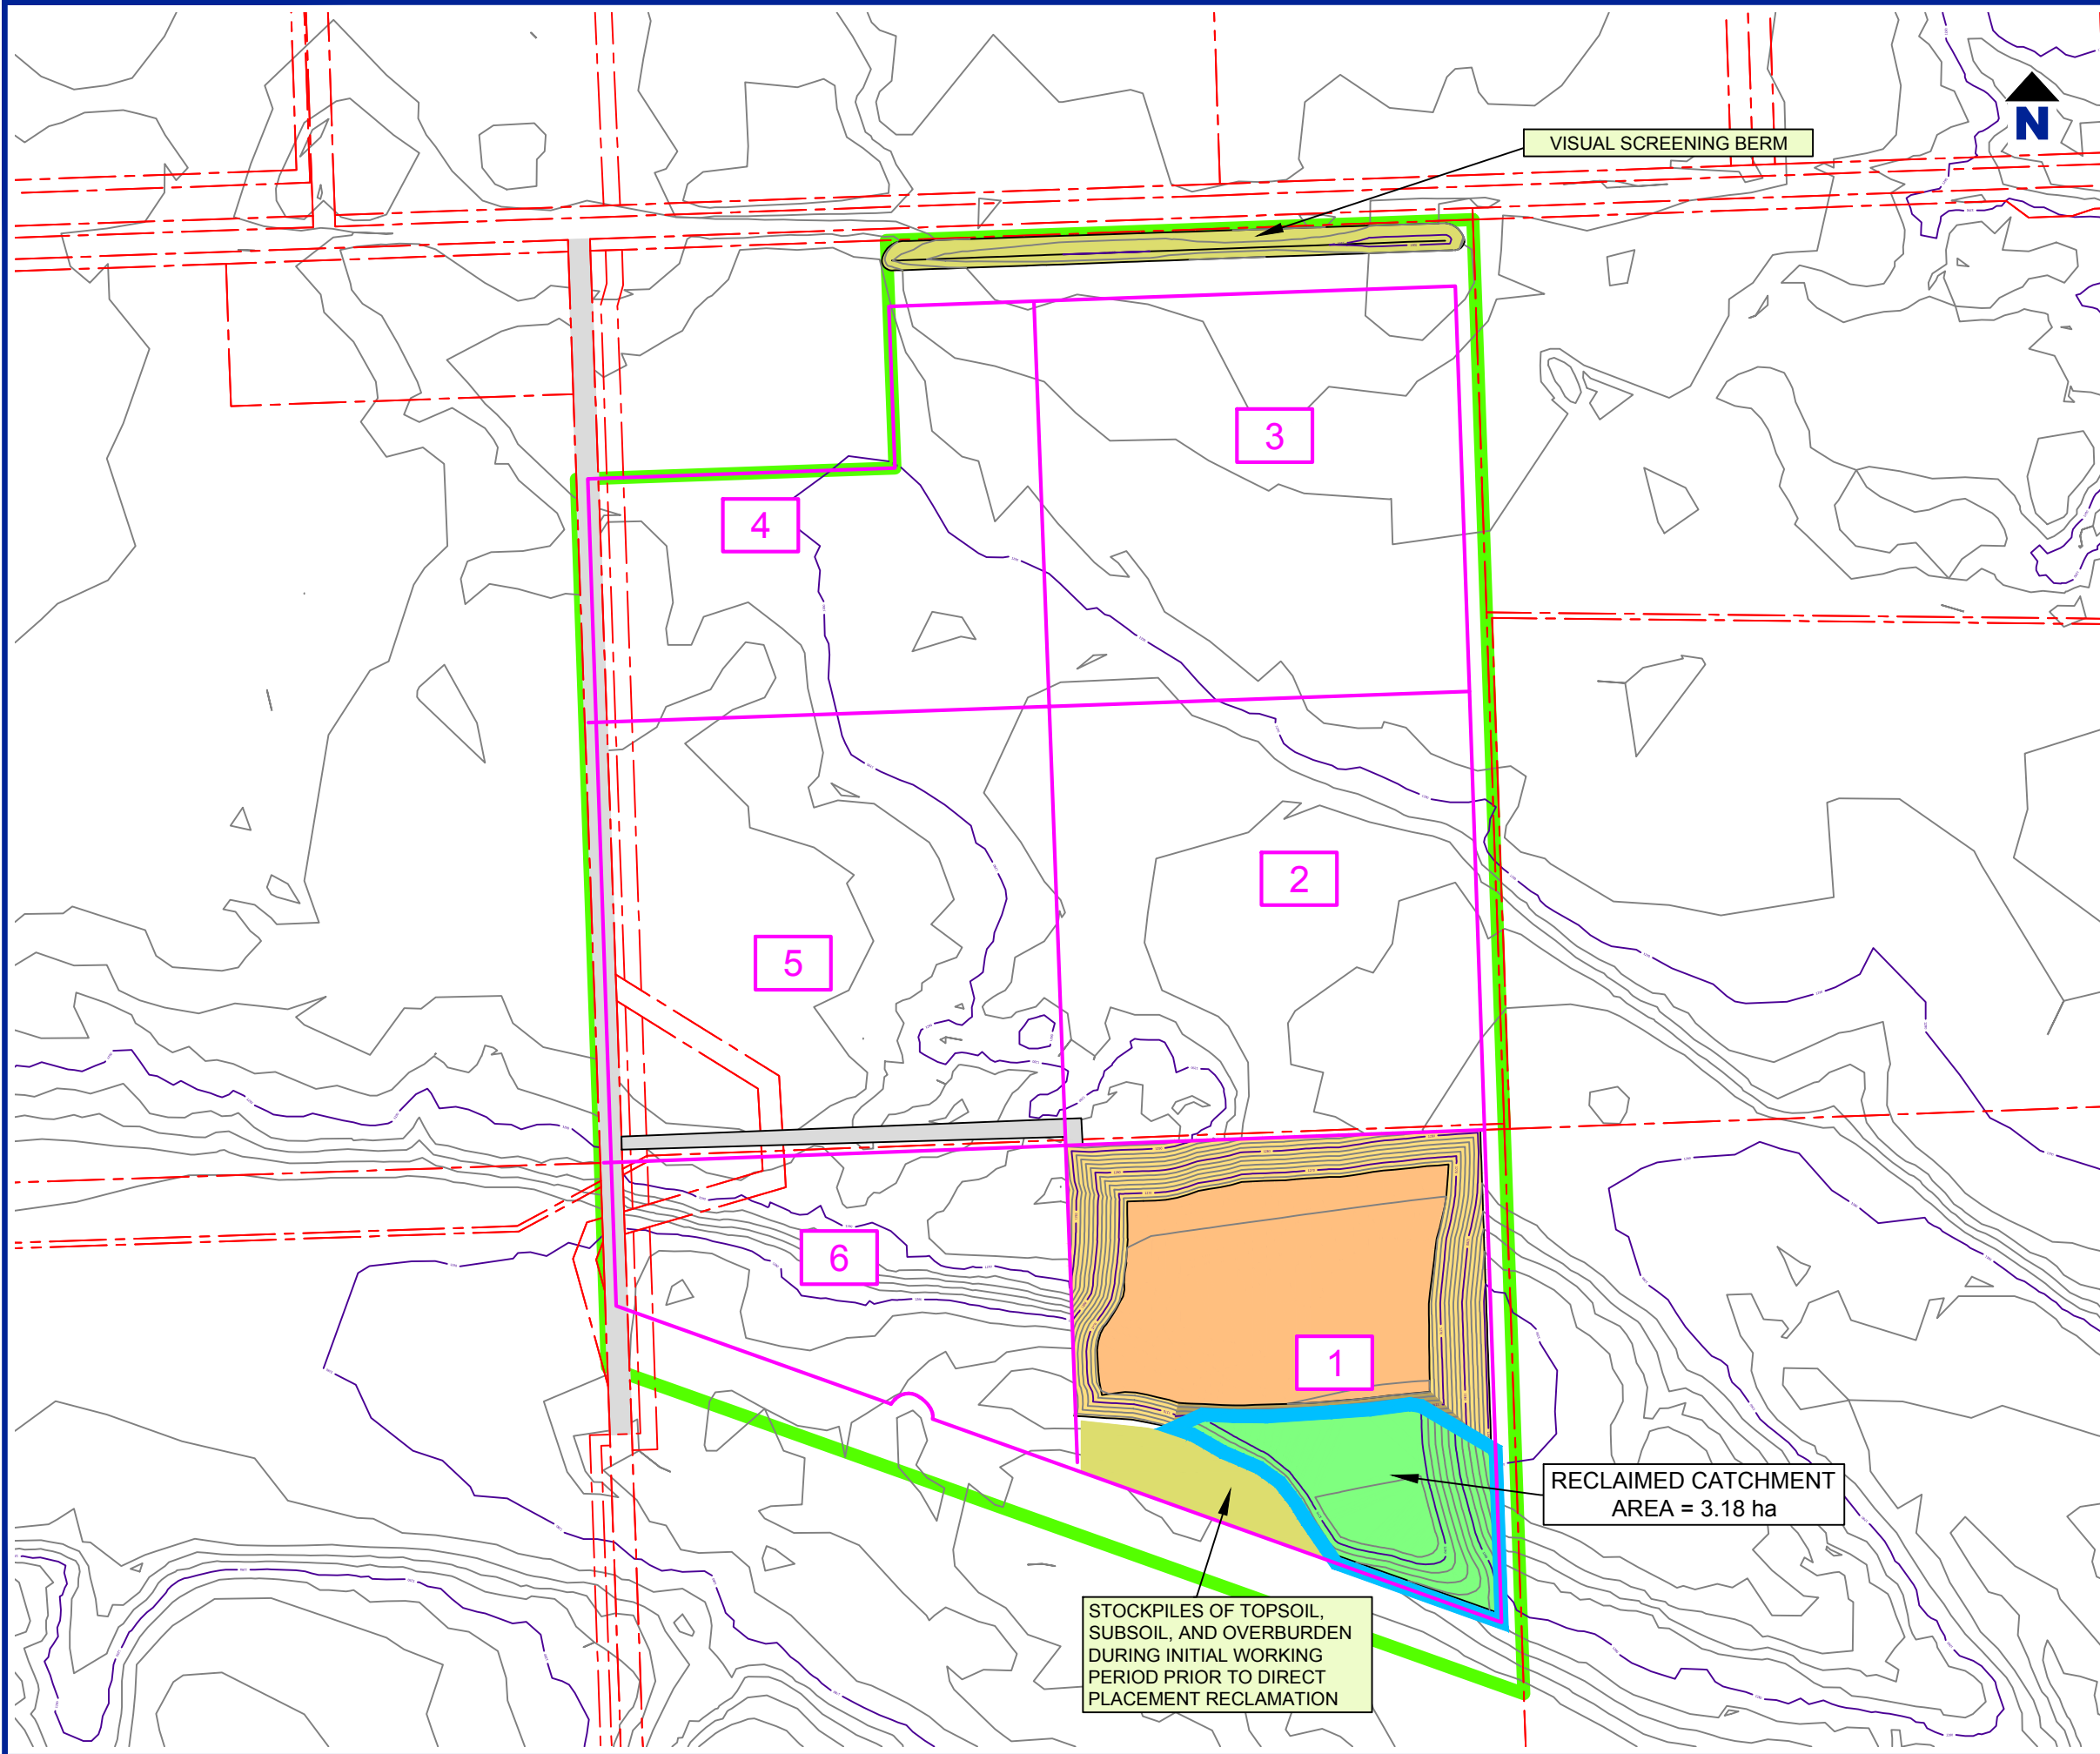 N
VISUAL SCREENING BERM
3
4
2
5
6
1
RECLAIMED CATCHMENT
AREA = 3.18 ha
STOCKPILES OF TOPSOIL,
SUBSOIL, AND OVERBURDEN
DURING INITIAL WORKING
PERIOD PRIOR TO DIRECT
PLACEMENT RECLAMATION